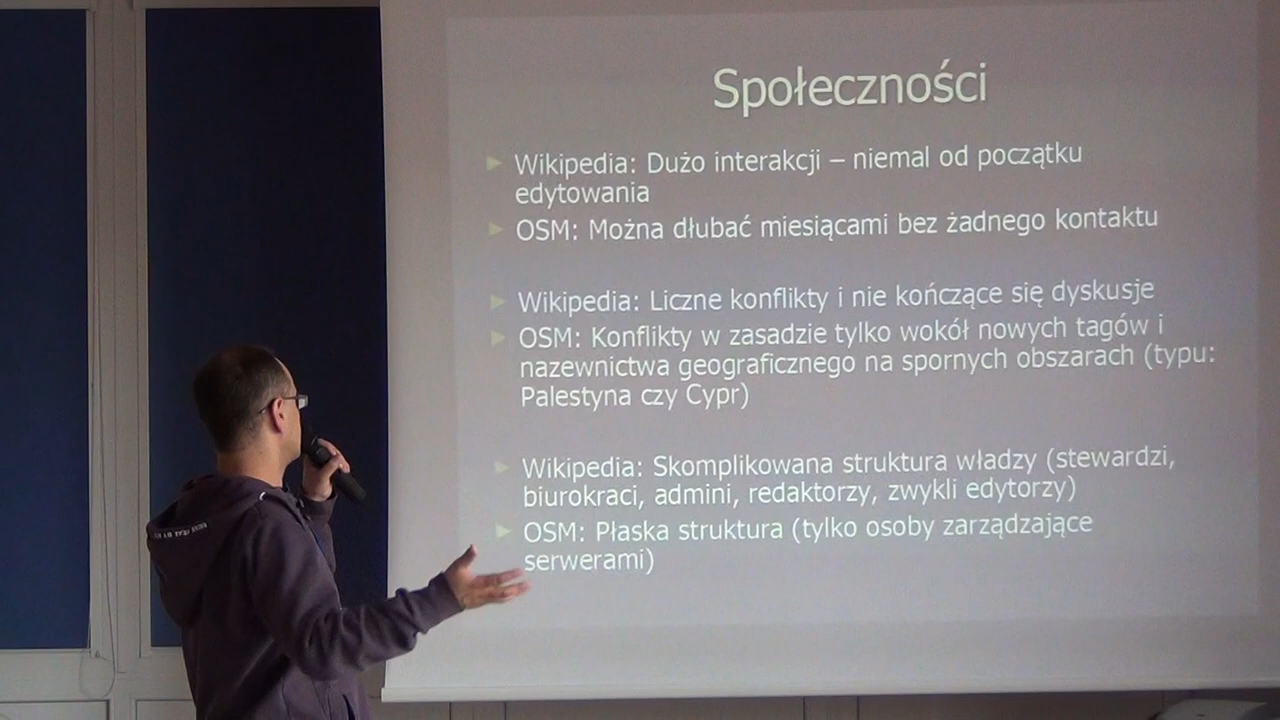 Społeczności
Wikipedia: Dużo interakcji – niemal od początku
edytowania
OSM: Można dłubać miesiącami bez żadnego kontaktu
Wikipedia: Liczne konflikty i nie kończące się dyskusje
OSM: Konflikty w zasadzie tylko wokół nowych tagów i
nazewnictwa geograficznego na spornych obszarach (typu:
Palestyna czy Cypr)
Wikipedia: Skomplikowana struktura władzy (stewardzi,
biurokraci, admini, redaktorzy, zwykli edytorzy)
OSM: Płaska struktura (tylko osoby zarządzające
serwerami)